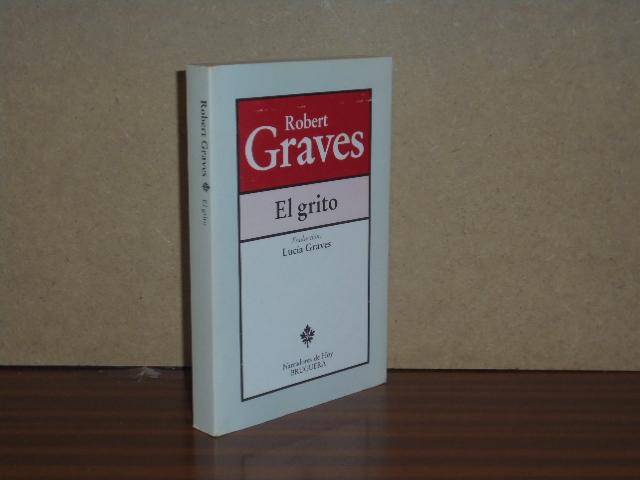 Robert Graves El grito
Robert
Graves
El grito
Traducción,
Lucía Graves
Narradores de Hoy
BRUGUERA